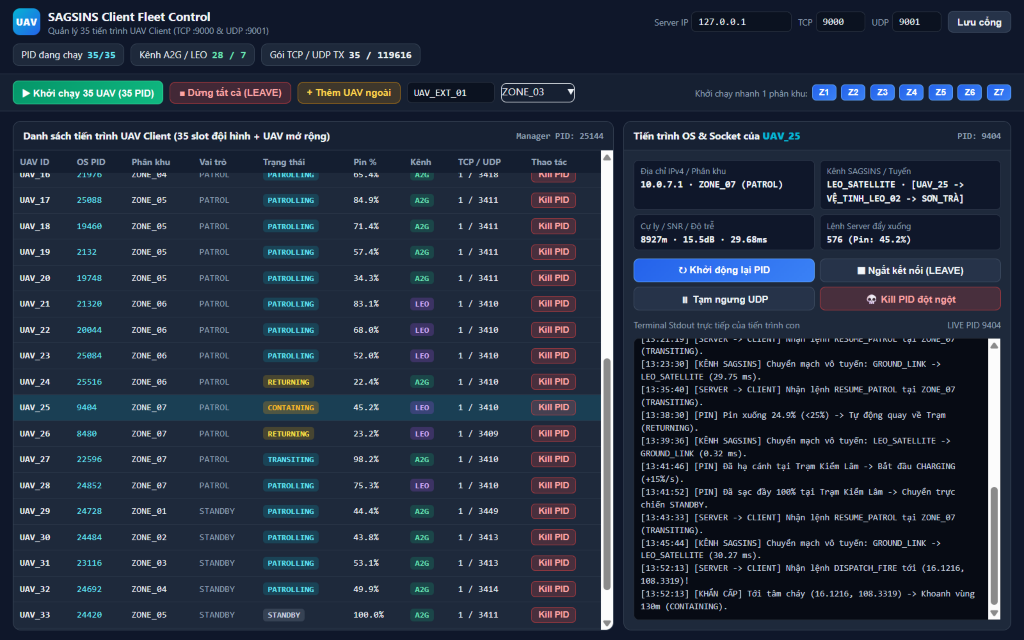 UAV
SAGSINS Client Fleet Control
Quản lý 35 tiến trình UAV Client (TCP :9000 & UDP :9001)
Server IP 127.0.0.1 TCP 9000 UDP 9001 Lưu cổng
PID đang chạy 35/35 Kênh A2G / LEO 28 / 7 Gói TCP / UDP TX 35 / 119616
▶ Khởi chạy 35 UAV (35 PID) ■ Dừng tất cả (LEAVE) + Thêm UAV ngoài UAV_EXT_01 ZONE_03 ▼
Khởi chạy nhanh 1 phân khu: Z1 Z2 Z3 Z4 Z5 Z6 Z7
Danh sách tiến trình UAV Client (35 slot đội hình + UAV mở rộng) Manager PID: 25144
UAV ID OS PID Phân khu Vai trò Trạng thái Pin % Kênh TCP / UDP Thao tác
UAV_16 21976 ZONE_04 PATROL PATROLLING 65.4% A2G 1 / 3418 Kill PID
UAV_17 25088 ZONE_05 PATROL PATROLLING 84.9% A2G 1 / 3411 Kill PID
UAV_18 19460 ZONE_05 PATROL PATROLLING 71.4% A2G 1 / 3411 Kill PID
UAV_19 2132 ZONE_05 PATROL PATROLLING 57.4% A2G 1 / 3411 Kill PID
UAV_20 19748 ZONE_05 PATROL PATROLLING 34.3% A2G 1 / 3411 Kill PID
UAV_21 21320 ZONE_06 PATROL PATROLLING 83.1% LEO 1 / 3410 Kill PID
UAV_22 20044 ZONE_06 PATROL PATROLLING 68.0% LEO 1 / 3410 Kill PID
UAV_23 25084 ZONE_06 PATROL PATROLLING 52.0% LEO 1 / 3410 Kill PID
UAV_24 25516 ZONE_06 PATROL RETURNING 22.4% A2G 1 / 3410 Kill PID
UAV_25 9404 ZONE_07 PATROL CONTAINING 45.2% LEO 1 / 3410 Kill PID
UAV_26 8480 ZONE_07 PATROL RETURNING 23.2% LEO 1 / 3409 Kill PID
UAV_27 22596 ZONE_07 PATROL TRANSITING 98.2% A2G 1 / 3410 Kill PID
UAV_28 24852 ZONE_07 PATROL PATROLLING 75.3% LEO 1 / 3410 Kill PID
UAV_29 24728 ZONE_01 STANDBY PATROLLING 44.4% A2G 1 / 3449 Kill PID
UAV_30 24484 ZONE_02 STANDBY PATROLLING 43.8% A2G 1 / 3413 Kill PID
UAV_31 23116 ZONE_03 STANDBY PATROLLING 53.1% A2G 1 / 3413 Kill PID
UAV_32 24692 ZONE_04 STANDBY PATROLLING 49.9% A2G 1 / 3414 Kill PID
UAV_33 24420 ZONE_05 STANDBY STANDBY 100.0% A2G 1 / 3411 Kill PID
Tiến trình OS & Socket của UAV_25 PID: 9404
Địa chỉ IPv4 / Phân khu
10.0.7.1 · ZONE_07 (PATROL)
Kênh SAGSINS / Tuyến
LEO_SATELLITE · [UAV_25 ->
VỆ_TINH_LEO_02 -> SƠN_TRÀ]
Cự ly / SNR / Độ trễ
8927m · 15.5dB · 29.68ms
Lệnh Server đẩy xuống
576 (Pin: 45.2%)
↻ Khởi động lại PID ■ Ngắt kết nối (LEAVE)
⏸ Tạm ngưng UDP 💀 Kill PID đột ngột
Terminal Stdout trực tiếp của tiến trình con LIVE PID 9404
[13:21:19] [SERVER -> CLIENT] Nhận lệnh RESUME_PATROL tại ZONE_07
(TRANSITING).
[13:23:30] [KÊNH SAGSINS] Chuyển mạch vô tuyến: GROUND_LINK ->
LEO_SATELLITE (29.75 ms).
[13:35:40] [SERVER -> CLIENT] Nhận lệnh RESUME_PATROL tại ZONE_07
(TRANSITING).
[13:38:30] [PIN] Pin xuống 24.9% (<25%) -> Tự động quay về Trạm
(RETURNING).
[13:39:36] [KÊNH SAGSINS] Chuyển mạch vô tuyến: LEO_SATELLITE ->
GROUND_LINK (0.32 ms).
[13:41:46] [PIN] Đã hạ cánh tại Trạm Kiểm Lâm -> Bắt đầu CHARGING
(+15%/s).
[13:41:52] [PIN] Đã sạc đầy 100% tại Trạm Kiểm Lâm -> Chuyển trực
chiến STANDBY.
[13:43:33] [SERVER -> CLIENT] Nhận lệnh RESUME_PATROL tại ZONE_07
(TRANSITING).
[13:45:44] [KÊNH SAGSINS] Chuyển mạch vô tuyến: GROUND_LINK ->
LEO_SATELLITE (30.27 ms).
[13:52:13] [SERVER -> CLIENT] Nhận lệnh DISPATCH_FIRE tới (16.1216,
108.3319)!
[13:52:13] [KHẨN CẤP] Tới tâm cháy (16.1216, 108.3319) -> Khoanh vùng
130m (CONTAINING).